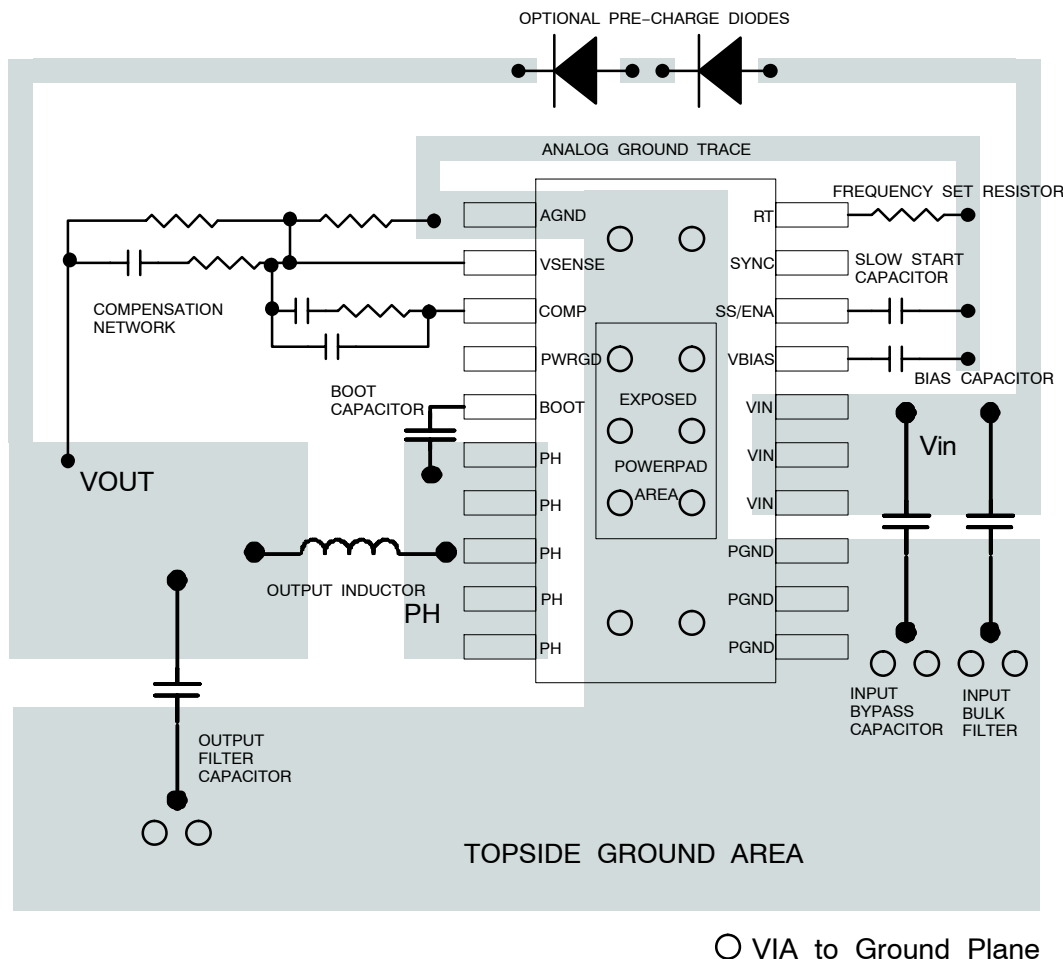 OPTIONAL PRE-CHARGE DIODES
ANALOG GROUND TRACE
FREQUENCY SET RESISTOR
AGND
RT
VSENSE
SYNC
SLOW START
CAPACITOR
COMPENSATION
NETWORK
COMP
SS/ENA
PWRGD
VBIAS
BIAS CAPACITOR
BOOT
CAPACITOR
BOOT
EXPOSED
VIN
Vin
PH
POWERPAD
VIN
VOUT
PH
AREA
VIN
PH
PGND
OUTPUT INDUCTOR
PH
PH
PGND
PH
PGND
INPUT
BYPASS
CAPACITOR
INPUT
BULK
FILTER
OUTPUT
FILTER
CAPACITOR
TOPSIDE GROUND AREA
VIA to Ground Plane